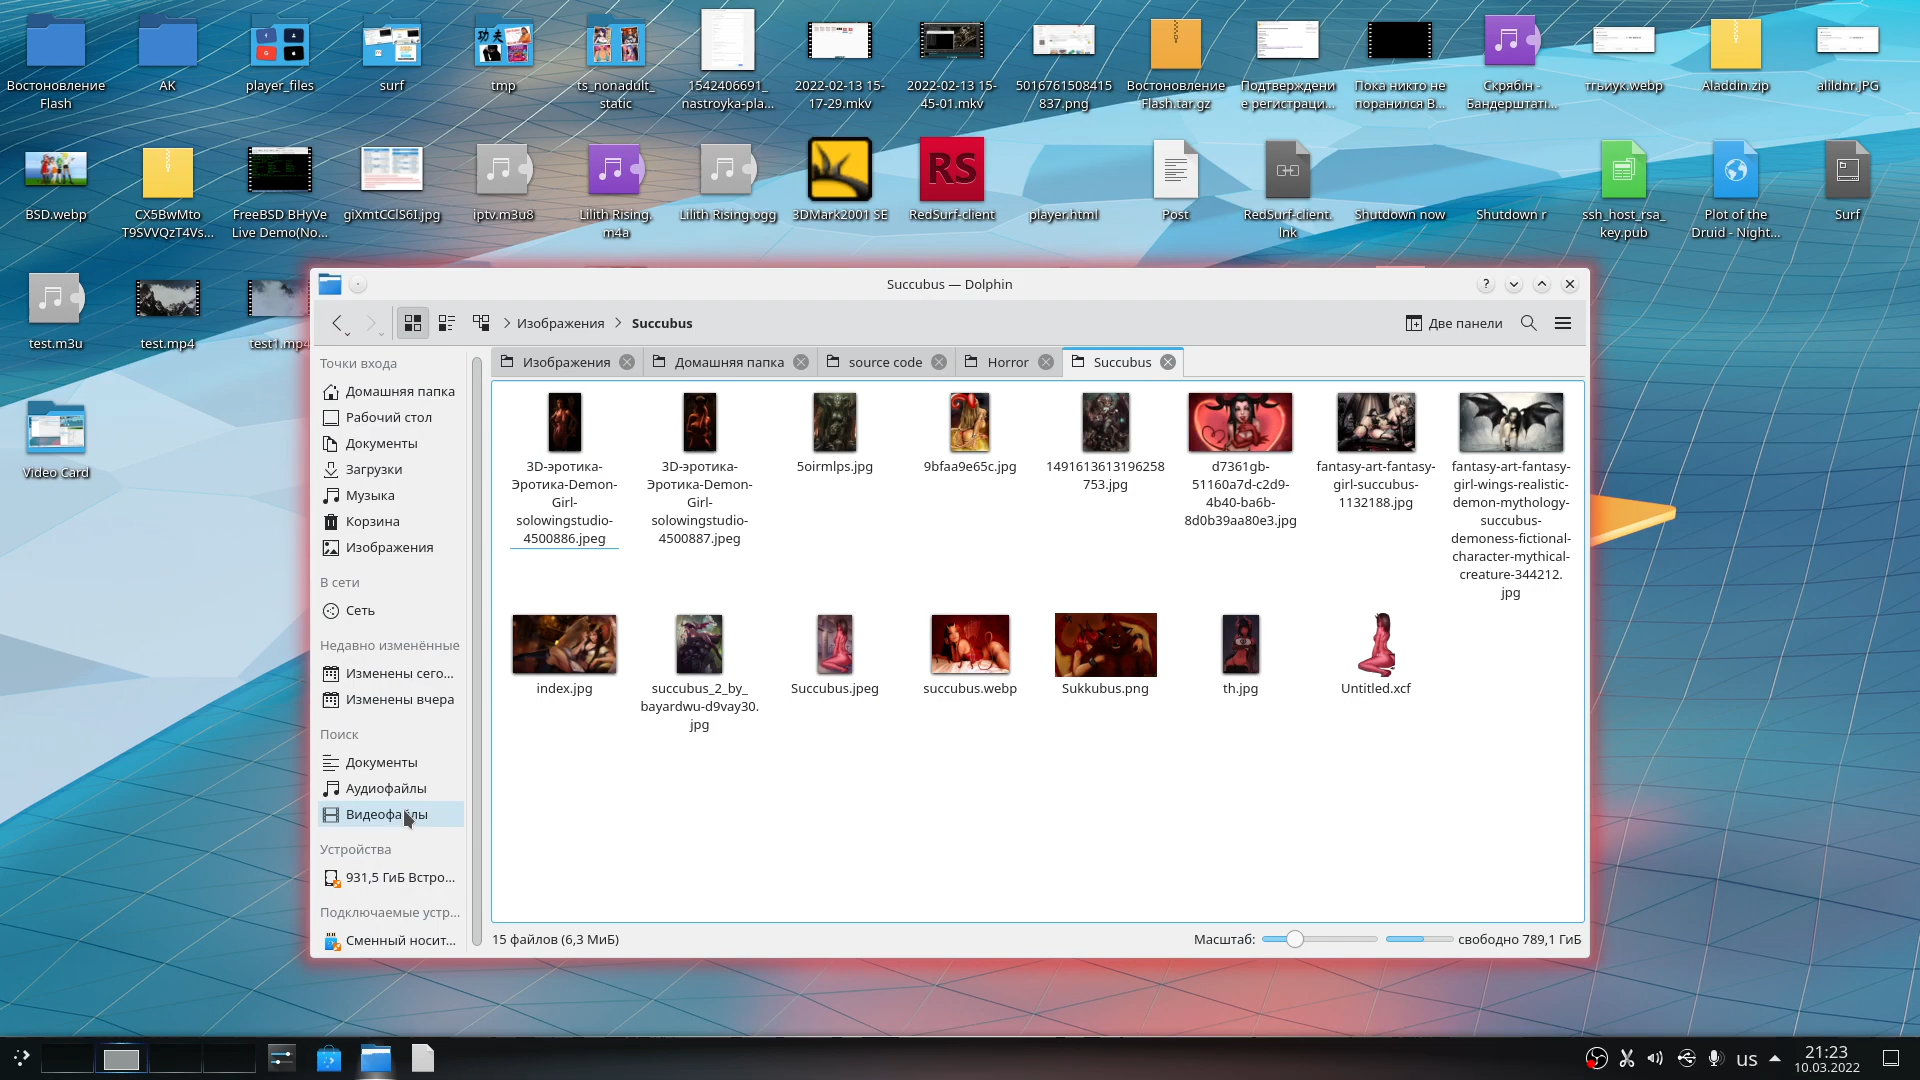 Востоновление
Flash
AK
player_files
surf
tmp
ts_nonadult_
static
1542406691_
nastroyka-pla...
2022-02-13 15-
17-29.mkv
2022-02-13 15-
45-01.mkv
5016761508415
837.png
Востоновление
Flash.tar.gz
Подтверждени
е регистраци...
Пока никто не
поранился В...
Скрябін -
Бандерштаті...
ттьиук.webp
Aladdin.zip
alildnr.JPG
BSD.webp
CX5BwMto
T9SVVQzT4Vs...
FreeBSD BHyVe
Live Demo(No...
giXmtCClS6I.jpg
iptv.m3u8
Lilith Rising.
m4a
Lilith Rising.ogg
3DMark2001 SE
RS
RedSurf-client
player.html
Post
RedSurf-client.
lnk
Shutdown now
Shutdown r
ssh_host_rsa_
key.pub
Plot of the
Druid - Night...
Surf
test.m3u
test.mp4
test1.mp4
Video Card
Succubus — Dolphin
Изображения
Succubus
Две панели
Точки входа
Домашняя папка
Рабочий стол
Документы
Загрузки
Музыка
Корзина
Изображения
В сети
Сеть
Недавно изменённые
Изменены сего...
Изменены вчера
Поиск
Документы
Аудиофайлы
Видеофайлы
Устройства
931,5 ГиБ Встро...
Подключаемые устр...
Сменный носит...
Изображения
Домашняя папка
source code
Horror
Succubus
3D-эротика-
Эротика-Demon-
Girl-
solowingstudio-
4500886.jpeg
3D-эротика-
Эротика-Demon-
Girl-
solowingstudio-
4500887.jpeg
5oirmlps.jpg
9bfaa9e65c.jpg
1491613613196258
753.jpg
d7361gb-
51160a7d-c2d9-
4b40-ba6b-
8d0b39aa80e3.jpg
fantasy-art-fantasy-
girl-succubus-
1132188.jpg
fantasy-art-fantasy-
girl-wings-realistic-
demon-mythology-
succubus-
demoness-fictional-
character-mythical-
creature-344212.
jpg
index.jpg
succubus_2_by_
bayardwu-d9vay30.
jpg
Succubus.jpeg
succubus.webp
Sukkubus.png
th.jpg
Untitled.xcf
15 файлов (6,3 МиБ)
Масштаб:
свободно 789,1 ГиБ
us
21:23
10.03.2022